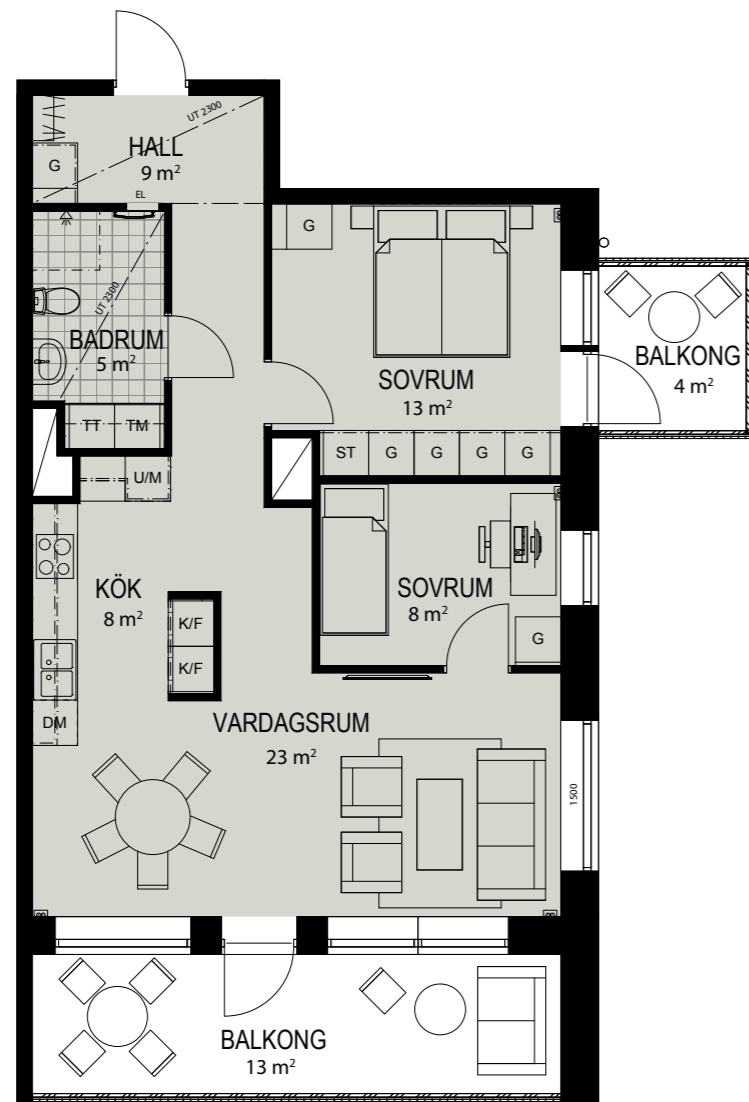 UT 2300
HALL
9 m²
G
EL
G
UT 2300
BADRUM
5 m²
SOVRUM
13 m²
BALKONG
4 m²
TT TM
ST G G G G
U/M
KÖK
8 m²
SOVRUM
8 m²
K/F
K/F
G
DM
VARDAGSRUM
23 m²
1500
BALKONG
13 m²